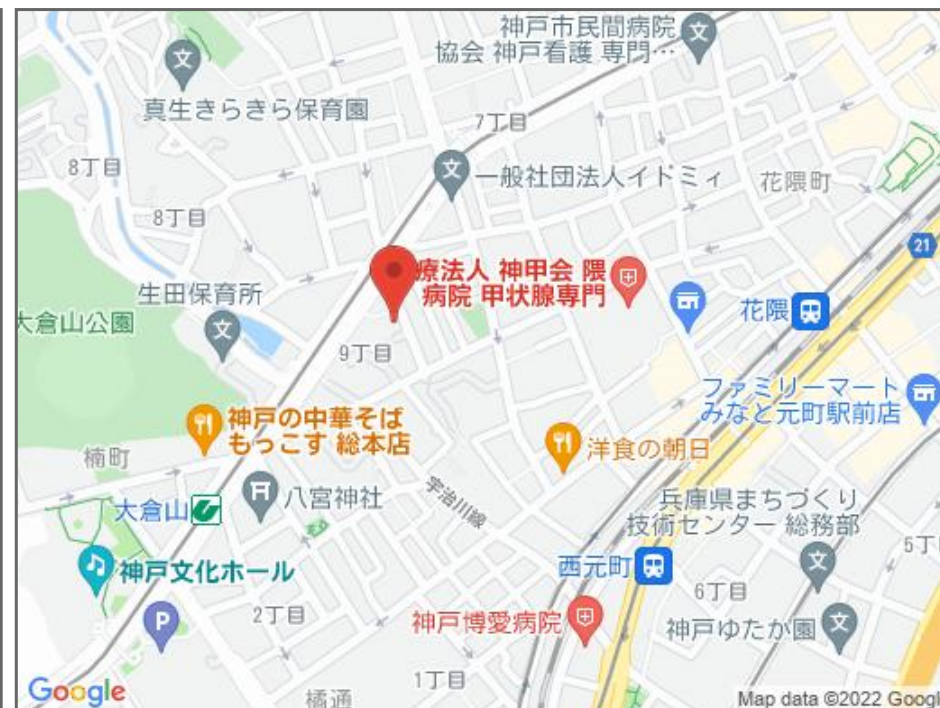 神戸市民間病院
協会 神戸看護 専門…
真生きらきら保育園
7丁目
8丁目
一般社団法人イドミィ
花隈町
8丁目
21
療法人 神甲会 隈
病院 甲状腺専門
生田保育所
花隈
大倉山公園
9丁目
ファミリーマート
みなと元町駅前店
神戸の中華そば
もっこす 総本店
洋食の朝日
楠町
宇治川線
八宮神社
兵庫県まちづくり
技術センター 総務部
大倉山
5丁
神戸文化ホール
西元町
6丁目
2丁目
P
神戸博愛病院
神戸ゆたか園
1丁目
Google
橘通
Map data ©2022 Googl